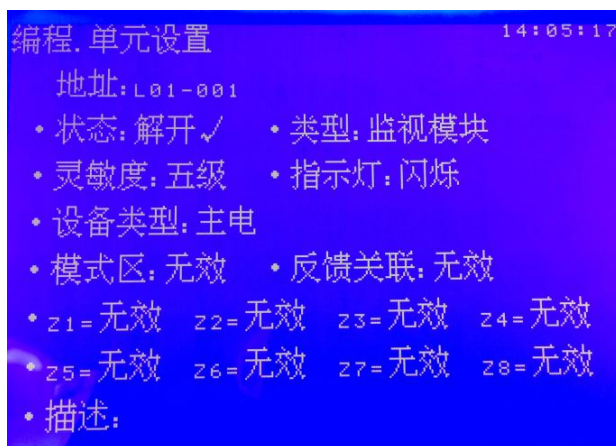 编程.单元设置 14:05:17
地址:L01-001
•状态:解开✓ •类型:监视模块
•灵敏度:五级 •指示灯:闪烁
•设备类型:主电
•模式区:无效 •反馈关联:无效
•Z1=无效 Z2=无效 Z3=无效 Z4=无效
•Z5=无效 Z6=无效 Z7=无效 Z8=无效
•描述: